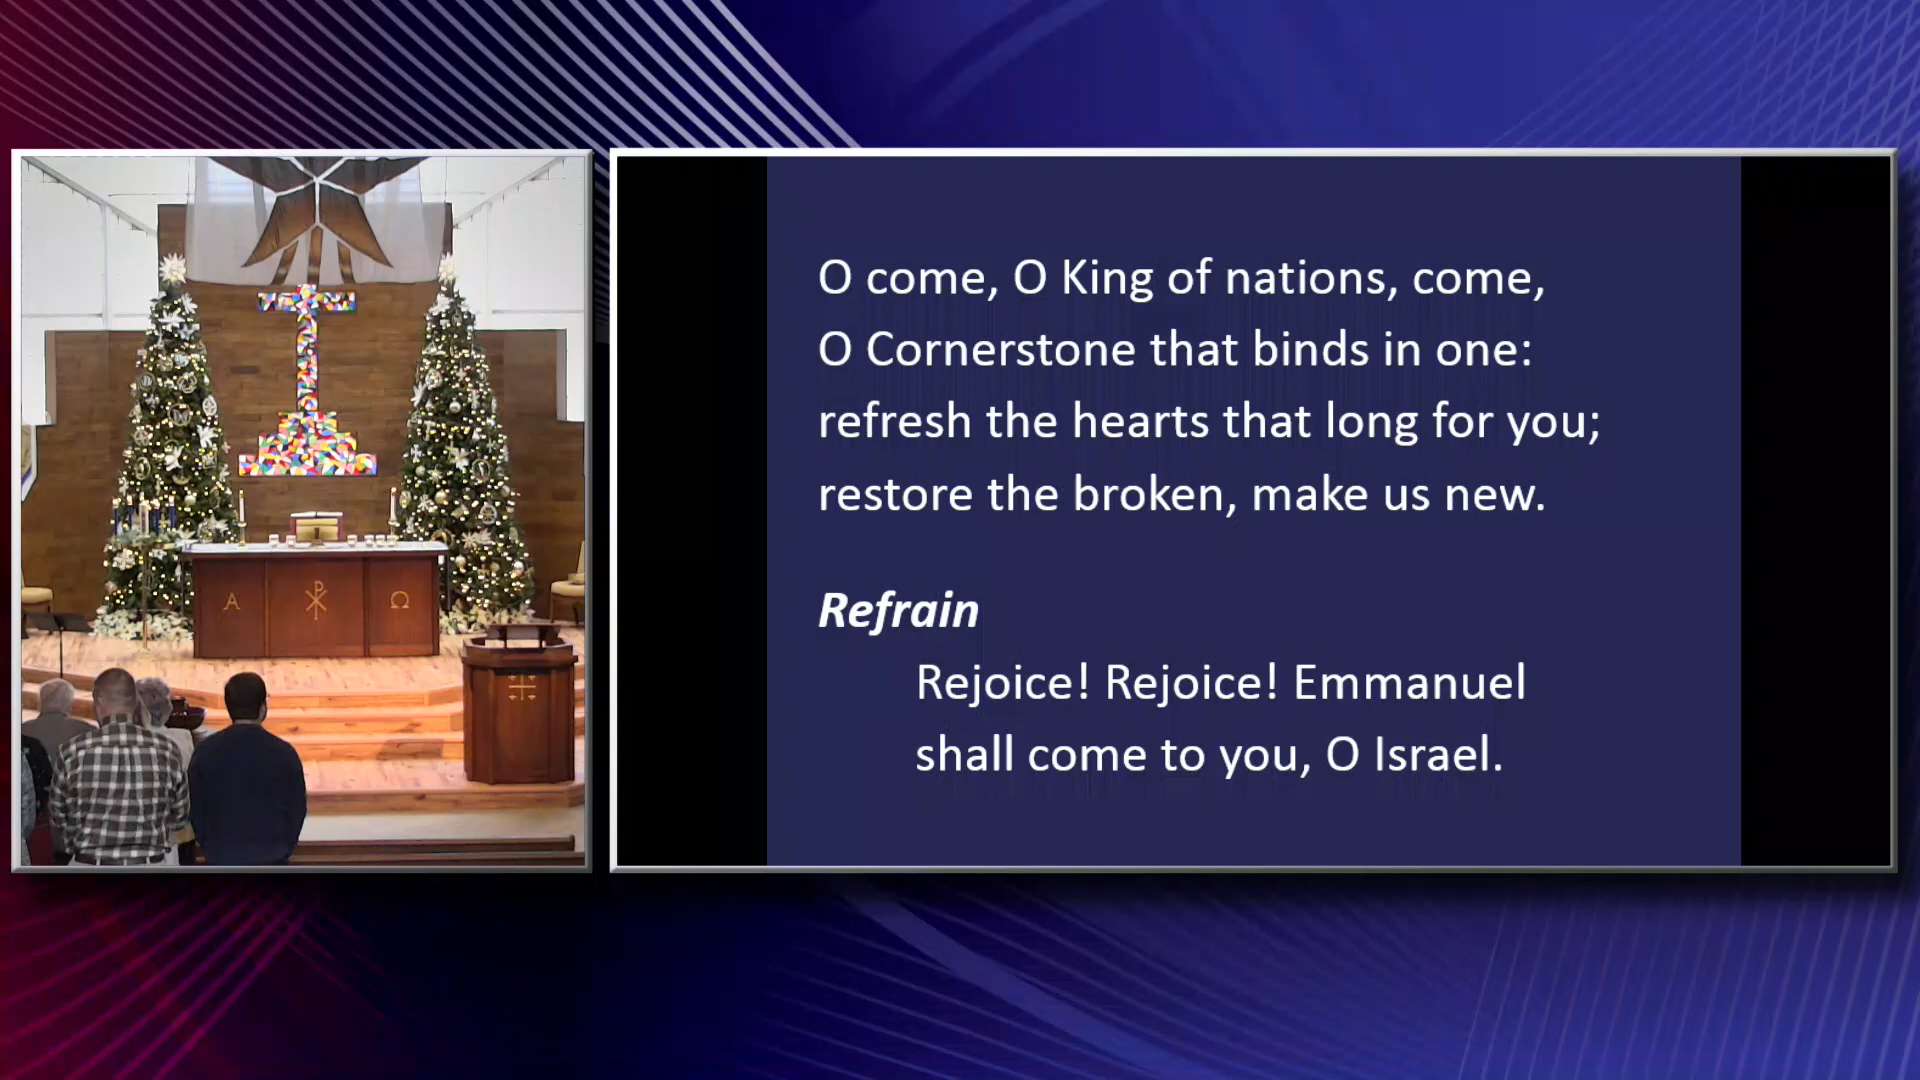 A ☧ Ω
O come, O King of nations, come,
O Cornerstone that binds in one:
refresh the hearts that long for you;
restore the broken, make us new.
Refrain
Rejoice! Rejoice! Emmanuel
shall come to you, O Israel.